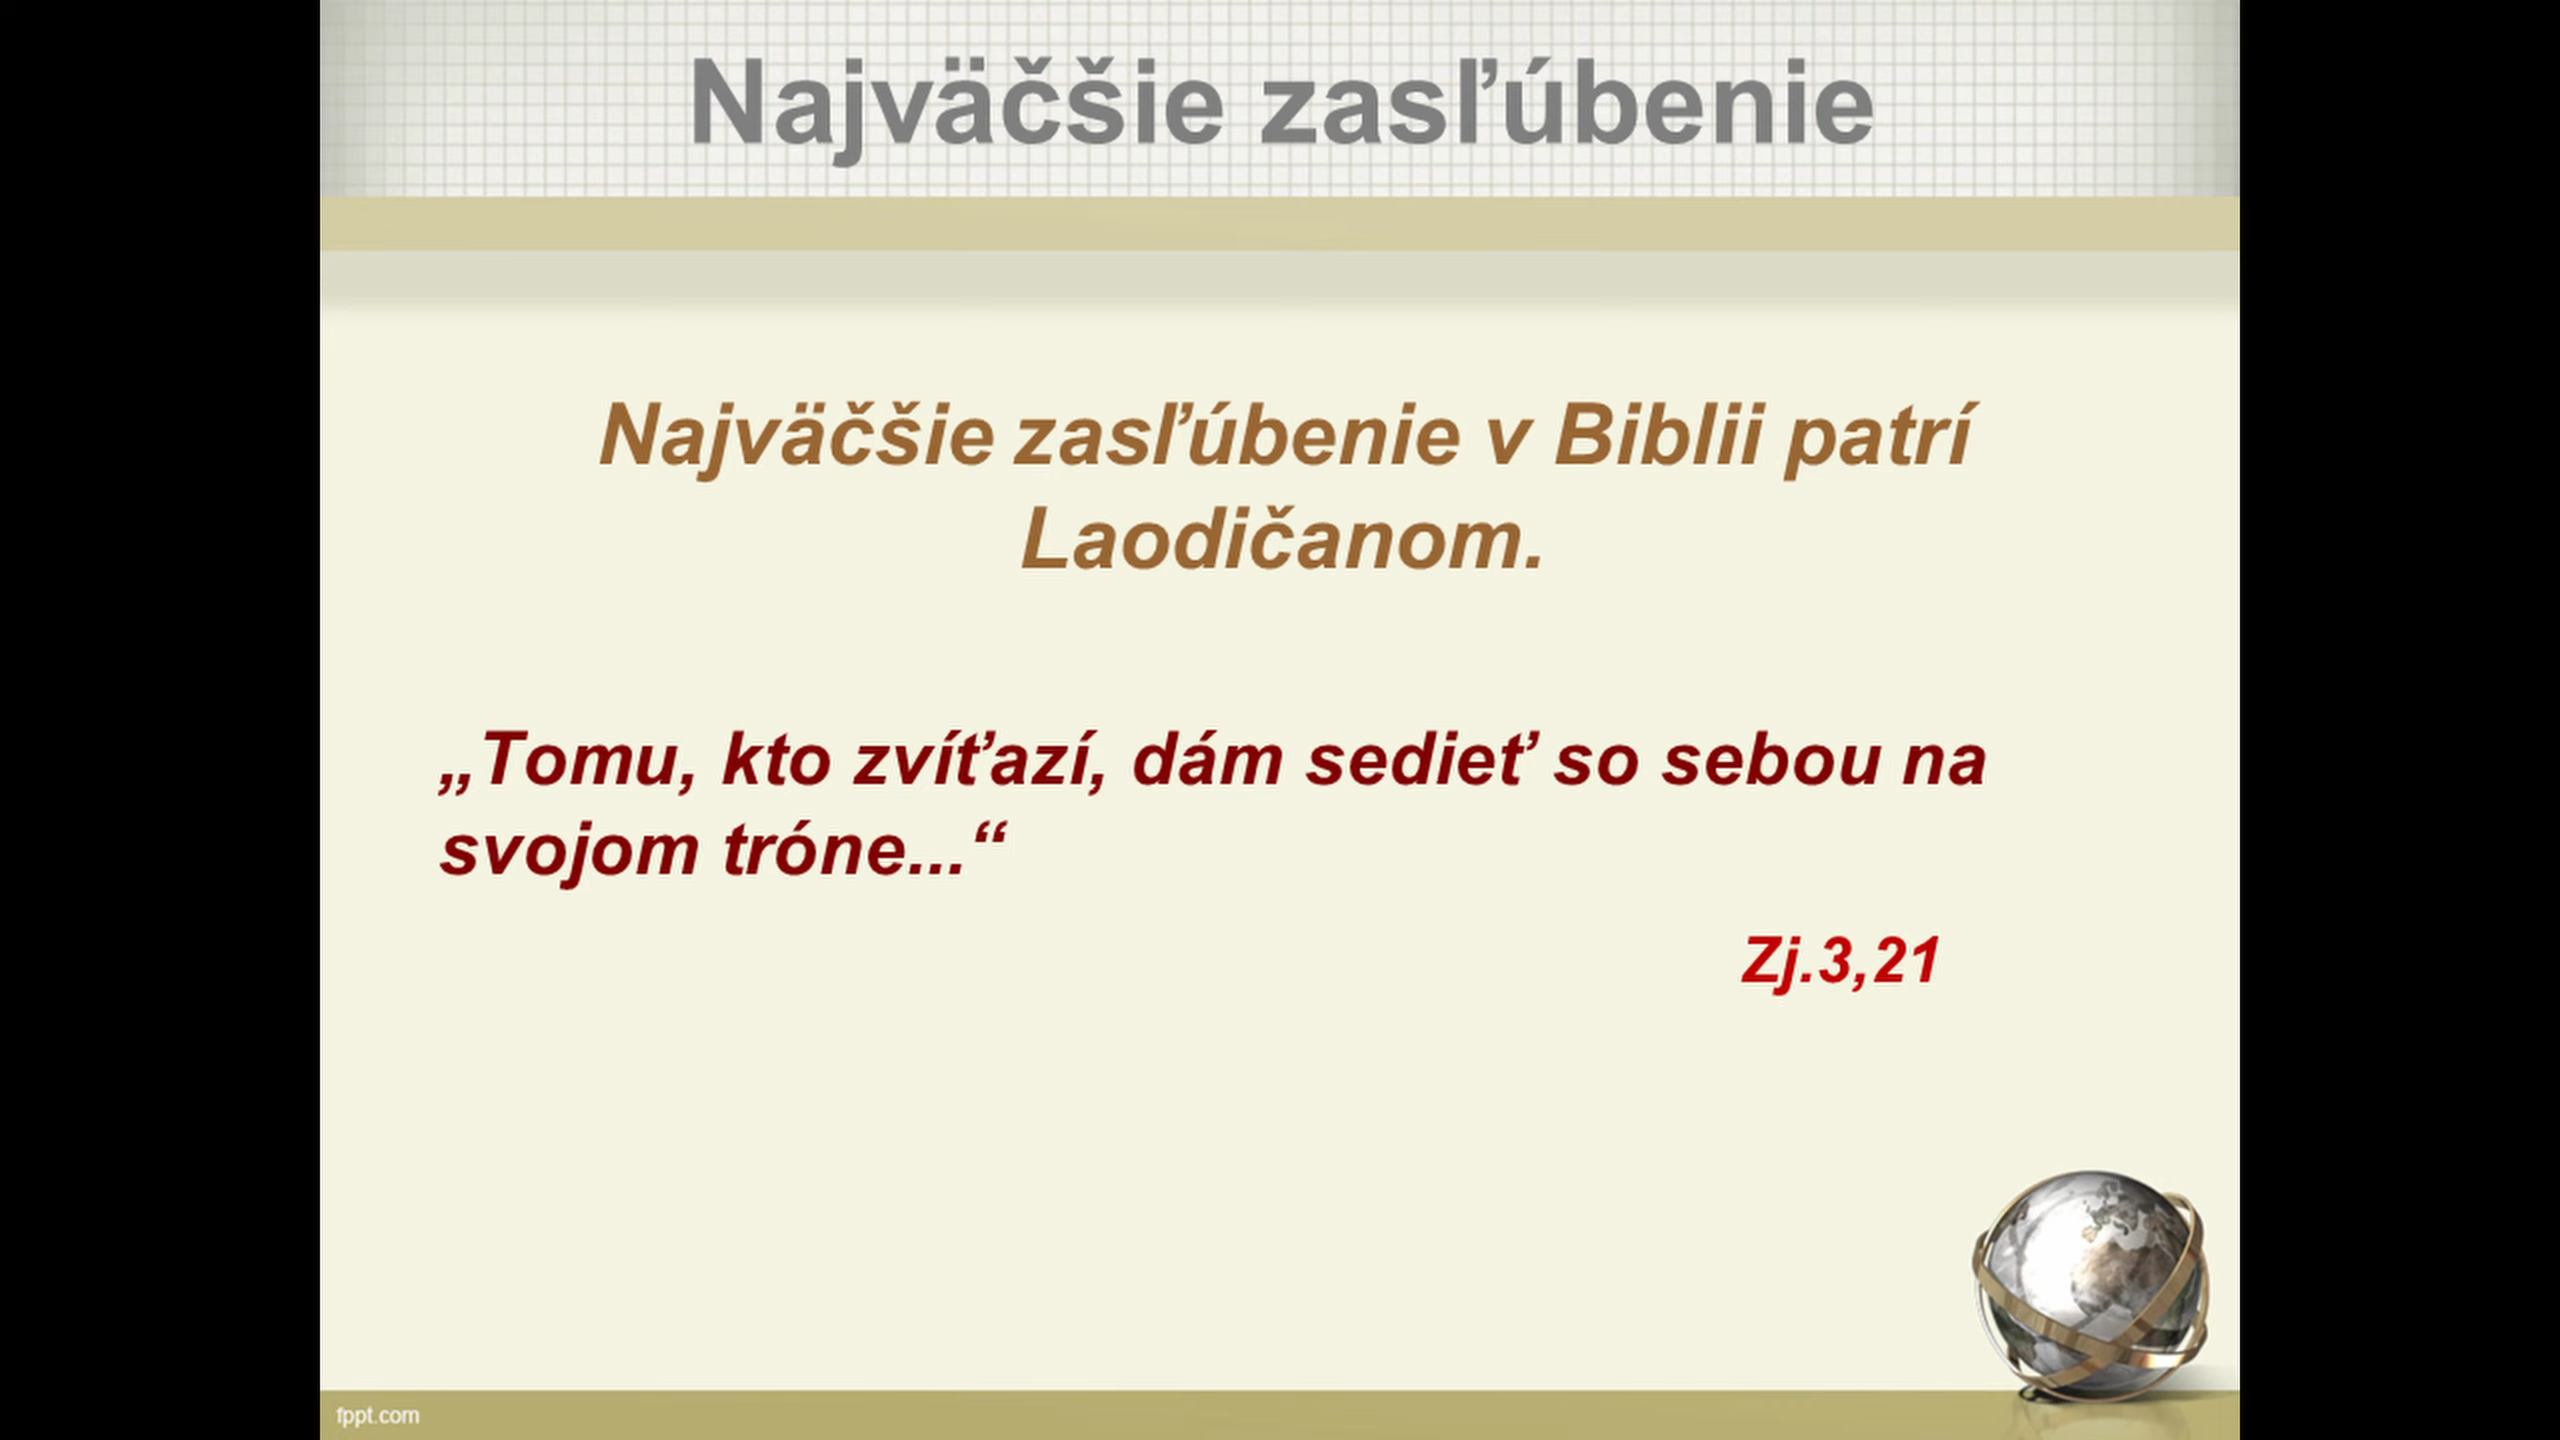 Najväčšie zasľúbenie
Najväčšie zasľúbenie v Biblii patrí
Laodičanom.
„Tomu, kto zvíťazí, dám sedieť so sebou na
svojom tróne...“
Zj.3,21
fppt.com